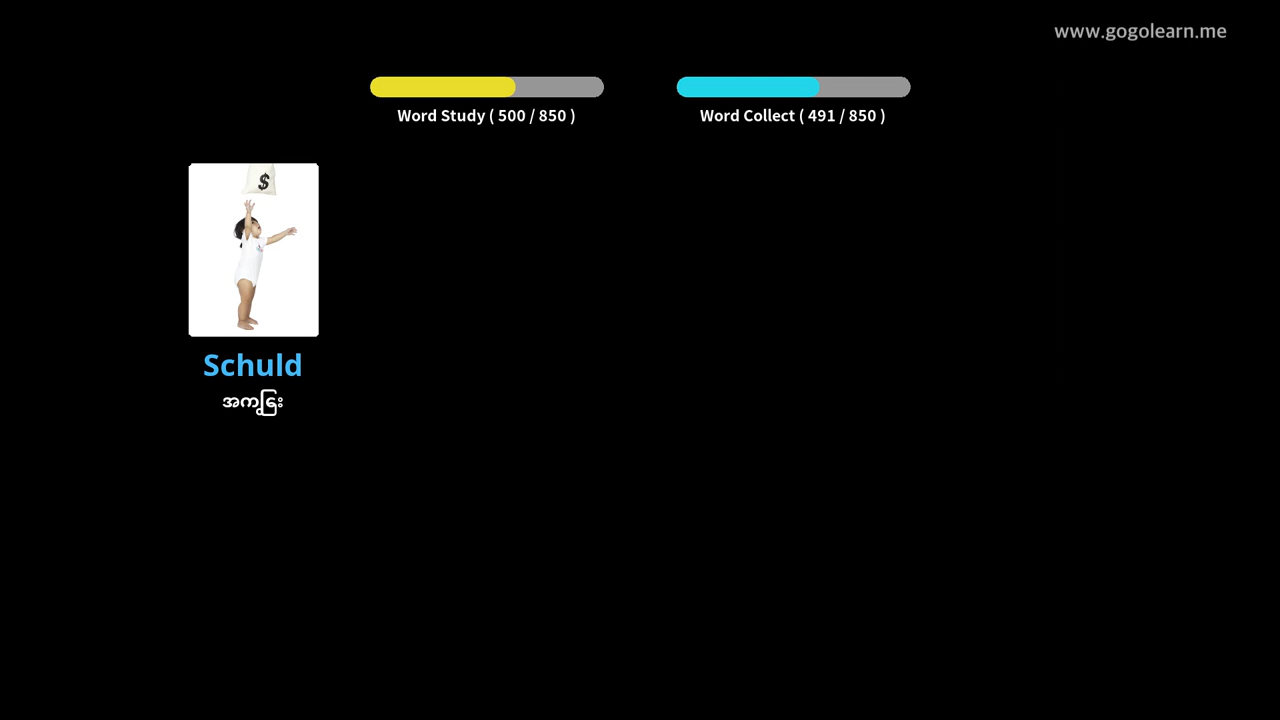 www.gogolearn.me
Word Study ( 500 / 850 )
Word Collect ( 491 / 850 )
$
Schuld
အကြွေး